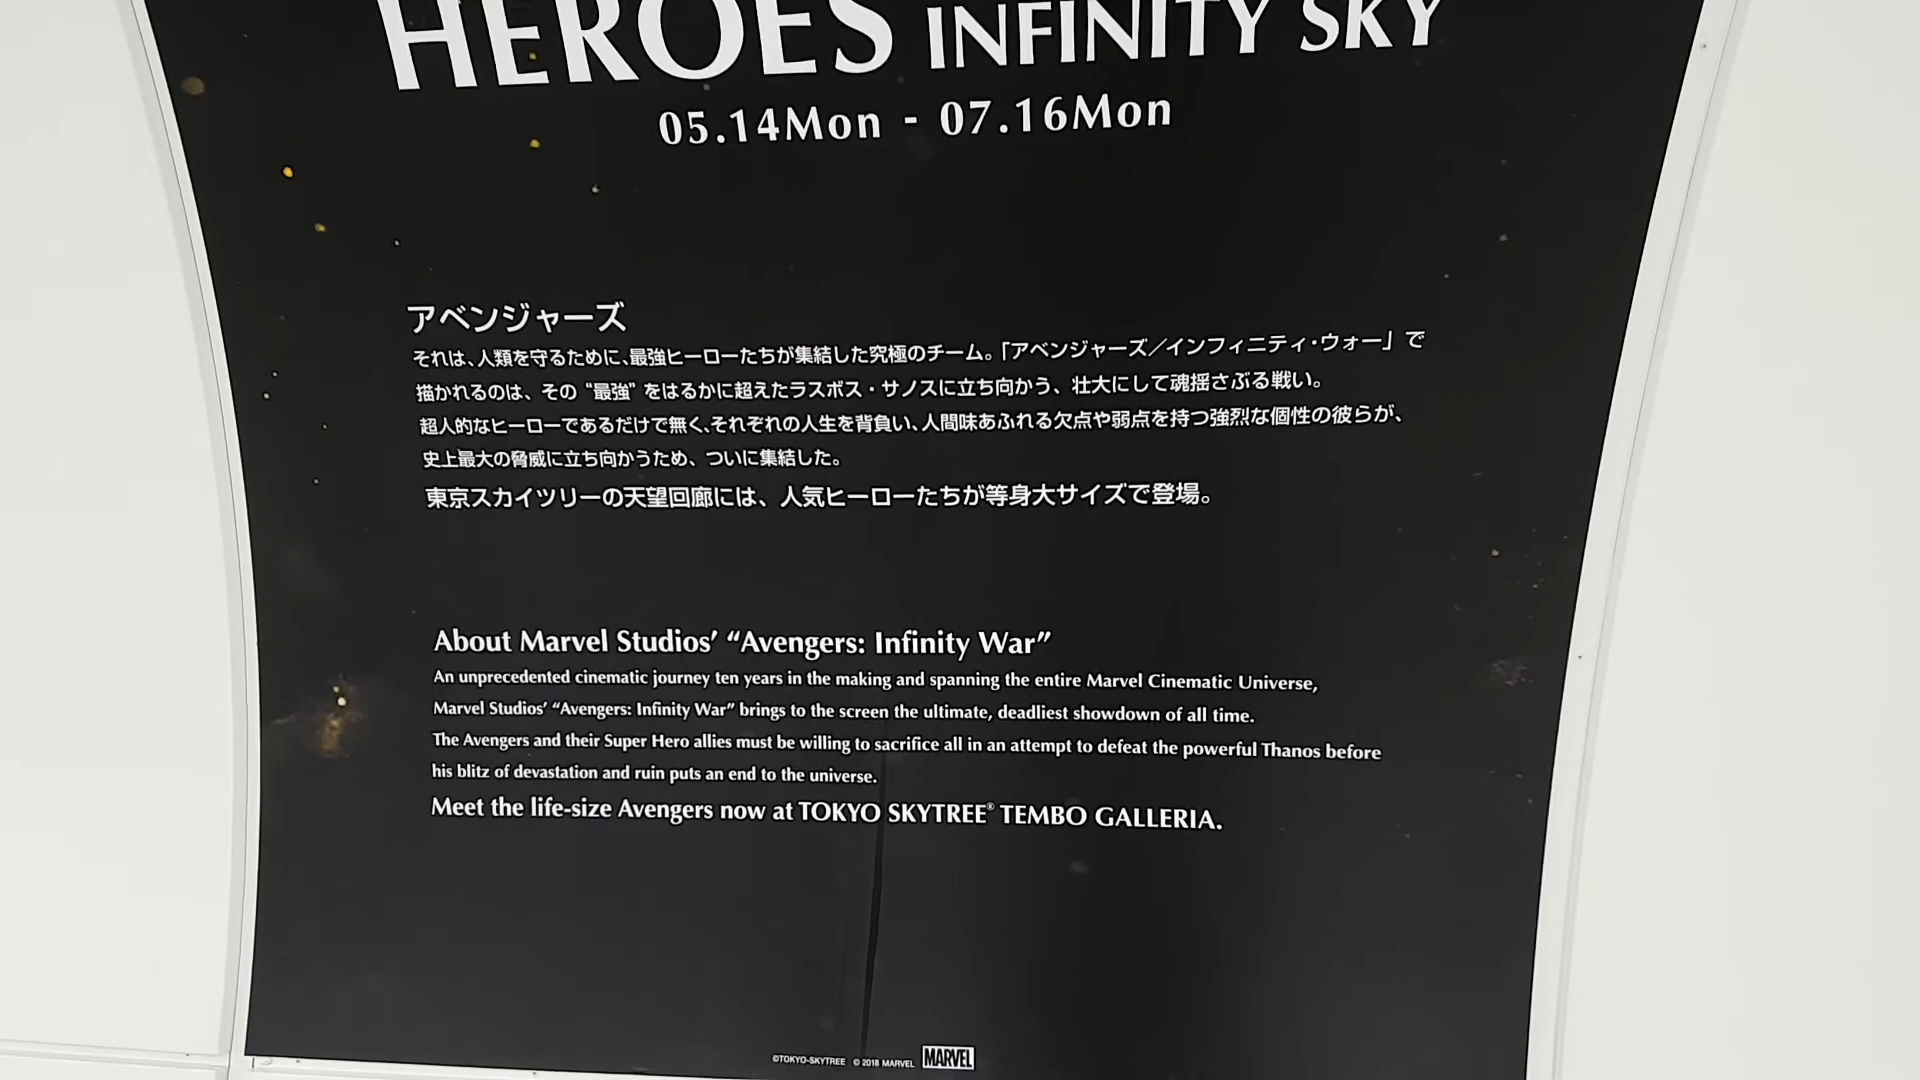 HEROES INFINITY SKY
05.14Mon - 07.16Mon
アベンジャーズ
それは、人類を守るために、最強ヒーローたちが集結した究極のチーム。「アベンジャーズ／インフィニティ・ウォー」で
描かれるのは、その“最強”をはるかに超えたラスボス・サノスに立ち向かう、壮大にして魂揺さぶる戦い。
超人的なヒーローであるだけで無く、それぞれの人生を背負い、人間味あふれる欠点や弱点を持つ強烈な個性の彼らが、
史上最大の脅威に立ち向かうため、ついに集結した。
東京スカイツリーの天望回廊には、人気ヒーローたちが等身大サイズで登場。
About Marvel Studios’ “Avengers: Infinity War”
An unprecedented cinematic journey ten years in the making and spanning the entire Marvel Cinematic Universe,
Marvel Studios’ “Avengers: Infinity War” brings to the screen the ultimate, deadliest showdown of all time.
The Avengers and their Super Hero allies must be willing to sacrifice all in an attempt to defeat the powerful Thanos before
his blitz of devastation and ruin puts an end to the universe.
Meet the life-size Avengers now at TOKYO SKYTREE® TEMBO GALLERIA.
©TOKYO-SKYTREE © 2018 MARVEL MARVEL